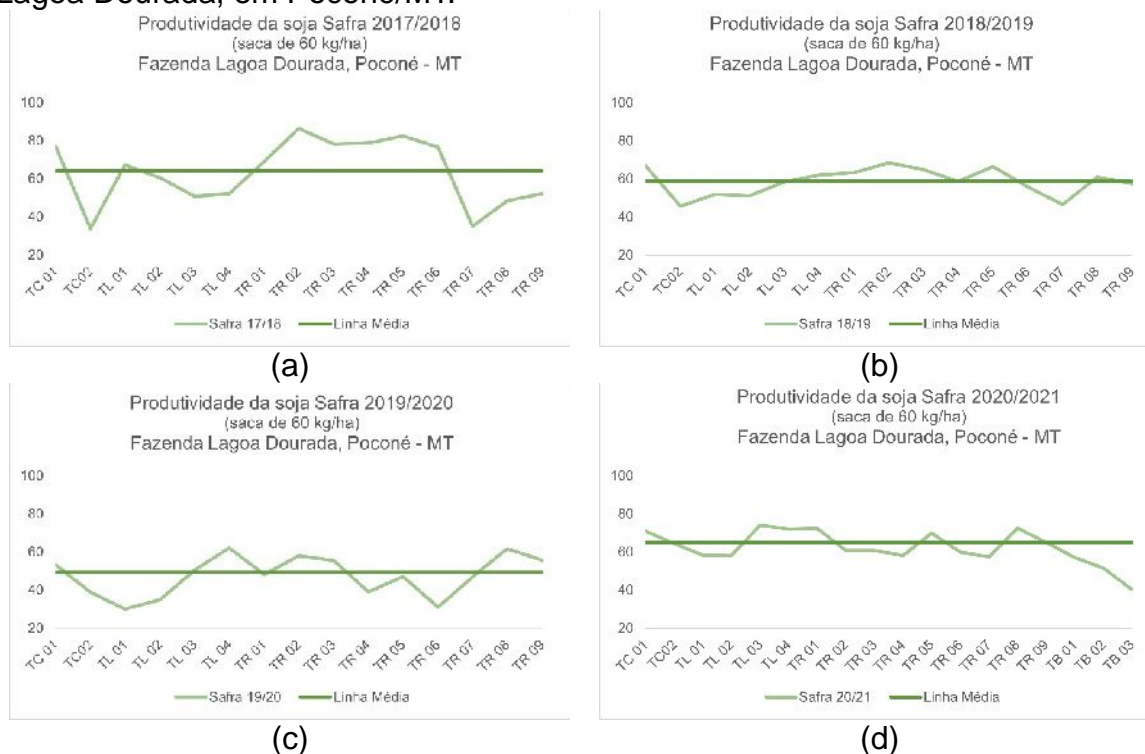 Lagoa Dourada, em Poconé/MT.
Produtividade da soja Safra 2017/2018
(saca de 60 kg/ha)
Fazenda Lagoa Dourada, Poconé - MT
100
80
60
40
20
TC 01 TC02 TL 01 TL 02 TL 03 TL 04 TR 01 TR 02 TR 03 TR 04 TR 05 TR 06 TR 07 TR 08 TR 09
Safra 17/18 Linha Média
(a)
Produtividade da soja Safra 2018/2019
(saca de 60 kg/ha)
Fazenda Lagoa Dourada, Poconé - MT
100
80
60
40
20
TC 01 TC02 TL 01 TL 02 TL 03 TL 04 TR 01 TR 02 TR 03 TR 04 TR 05 TR 06 TR 07 TR 08 TR 09
Safra 18/19 Linha Média
(b)
Produtividade da soja Safra 2019/2020
(saca de 60 kg/ha)
Fazenda Lagoa Dourada, Poconé - MT
100
80
60
40
20
TC 01 TC02 TL 01 TL 02 TL 03 TL 04 TR 01 TR 02 TR 03 TR 04 TR 05 TR 06 TR 07 TR 08 TR 09
Safra 19/20 Linha Média
(c)
Produtividade da soja Safra 2020/2021
(saca de 60 kg/ha)
Fazenda Lagoa Dourada, Poconé - MT
100
80
60
40
20
TC 01 TC02 TL 01 TL 02 TL 03 TL 04 TR 01 TR 02 TR 03 TR 04 TR 05 TR 06 TR 07 TR 08 TR 09 TB 01 TB 02 TB 03
Safra 20/21 Linha Média
(d)